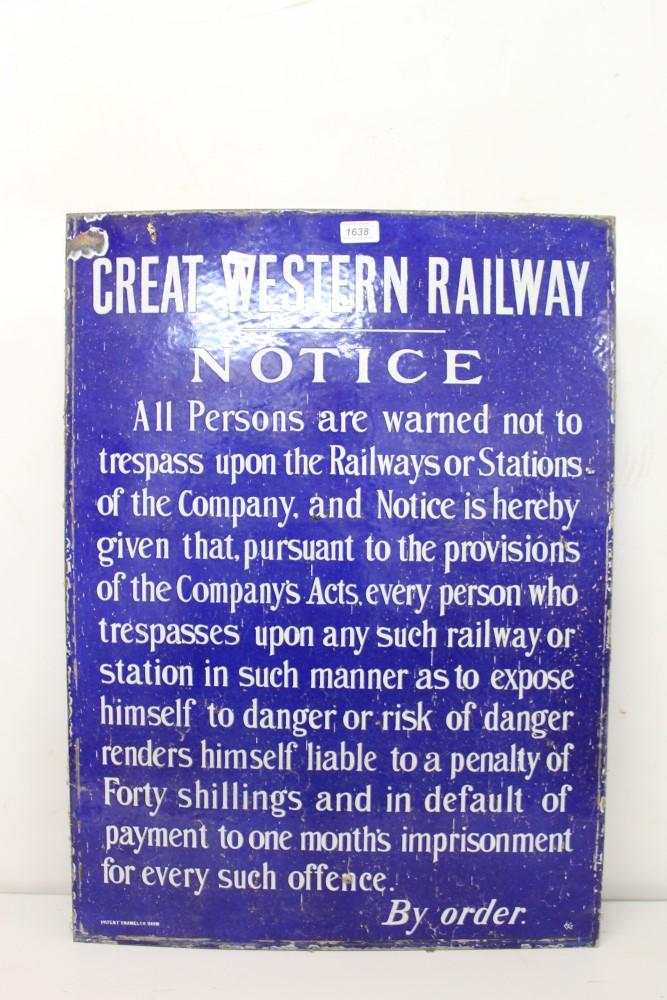 1638
GREAT WESTERN RAILWAY
NOTICE
All Persons are warned not to
trespass upon the Railways or Stations
of the Company, and Notice is hereby
given that, pursuant to the provisions
of the Company's Acts, every person who
trespasses upon any such railway or
station in such manner as to expose
himself to danger or risk of danger
renders himself liable to a penalty of
Forty shillings and in default of
payment to one month's imprisonment
for every such offence.
By order.
PATENT ENAMEL Co